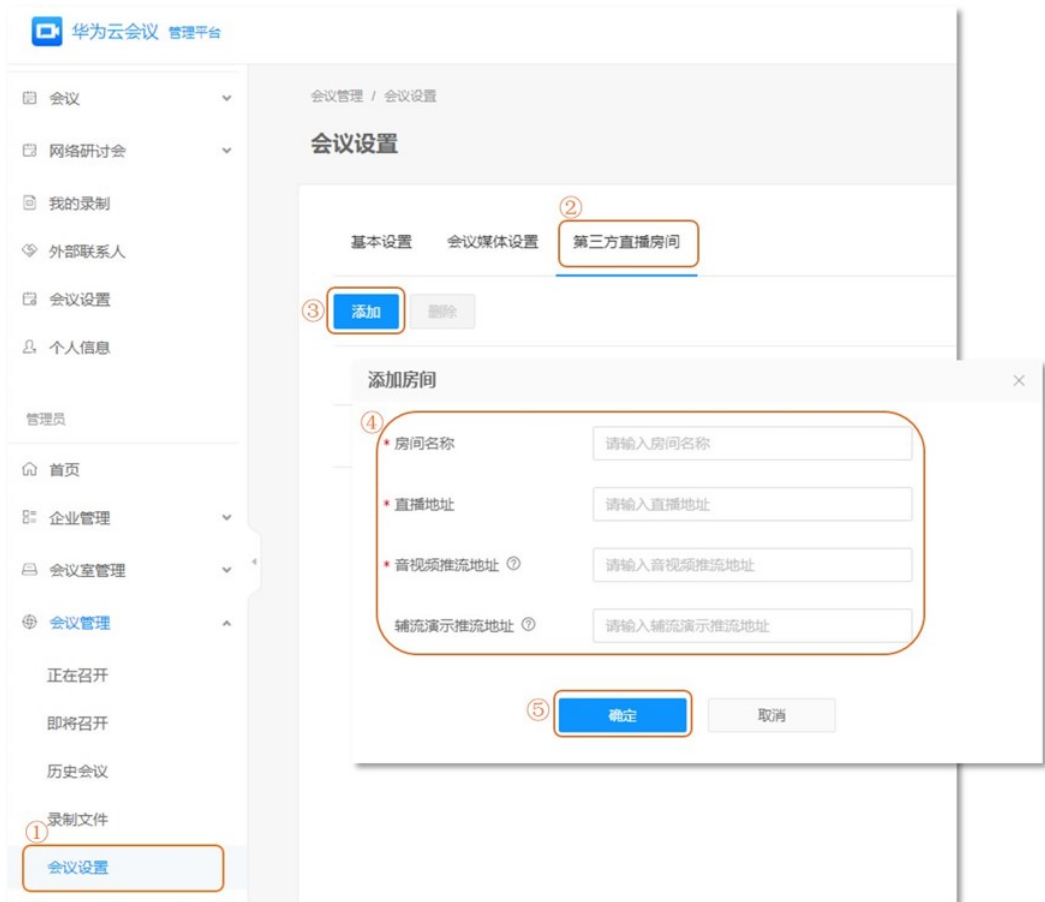 华为云会议 管理平台
会议
网络研讨会
我的录制
外部联系人
会议设置
个人信息
管理员
首页
企业管理
会议室管理
会议管理
正在召开
即将召开
历史会议
录制文件
①
会议设置
会议管理 / 会议设置
会议设置
②
基本设置 会议媒体设置 第三方直播房间
③ 添加 删除
添加房间
④
* 房间名称 请输入房间名称
* 直播地址 请输入直播地址
* 音视频推流地址 请输入音视频推流地址
辅流演示推流地址 请输入辅流演示推流地址
⑤ 确定 取消